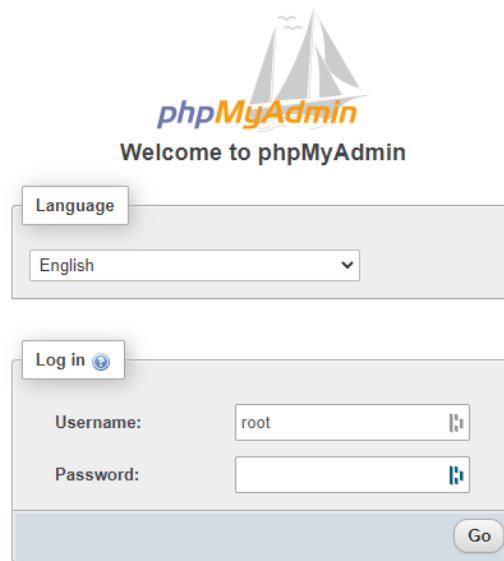 phpMyAdmin
Welcome to phpMyAdmin
Language
English
Log in
Username:
root
Password:
Go